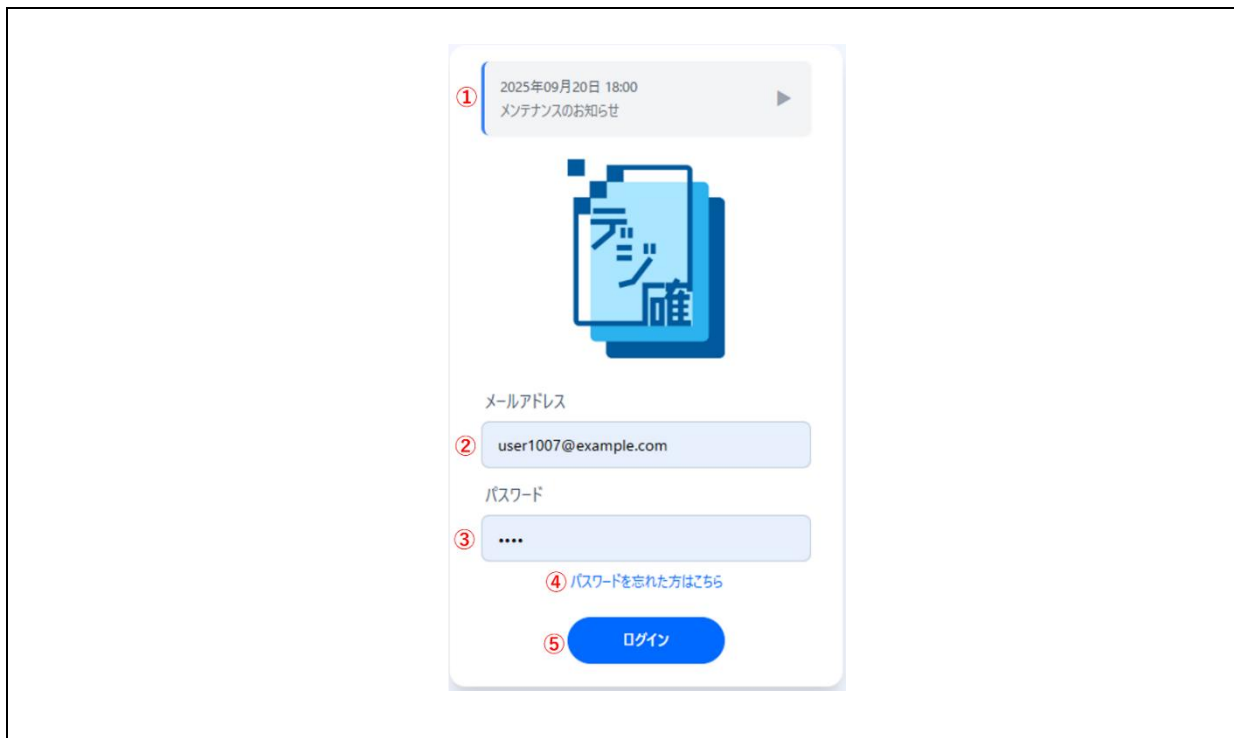 ① 2025年09月20日 18:00
メンテナンスのお知らせ
▶
デジ確
メールアドレス
② user1007@example.com
パスワード
③ ••••
④ パスワードを忘れた方はこちら
⑤ ログイン